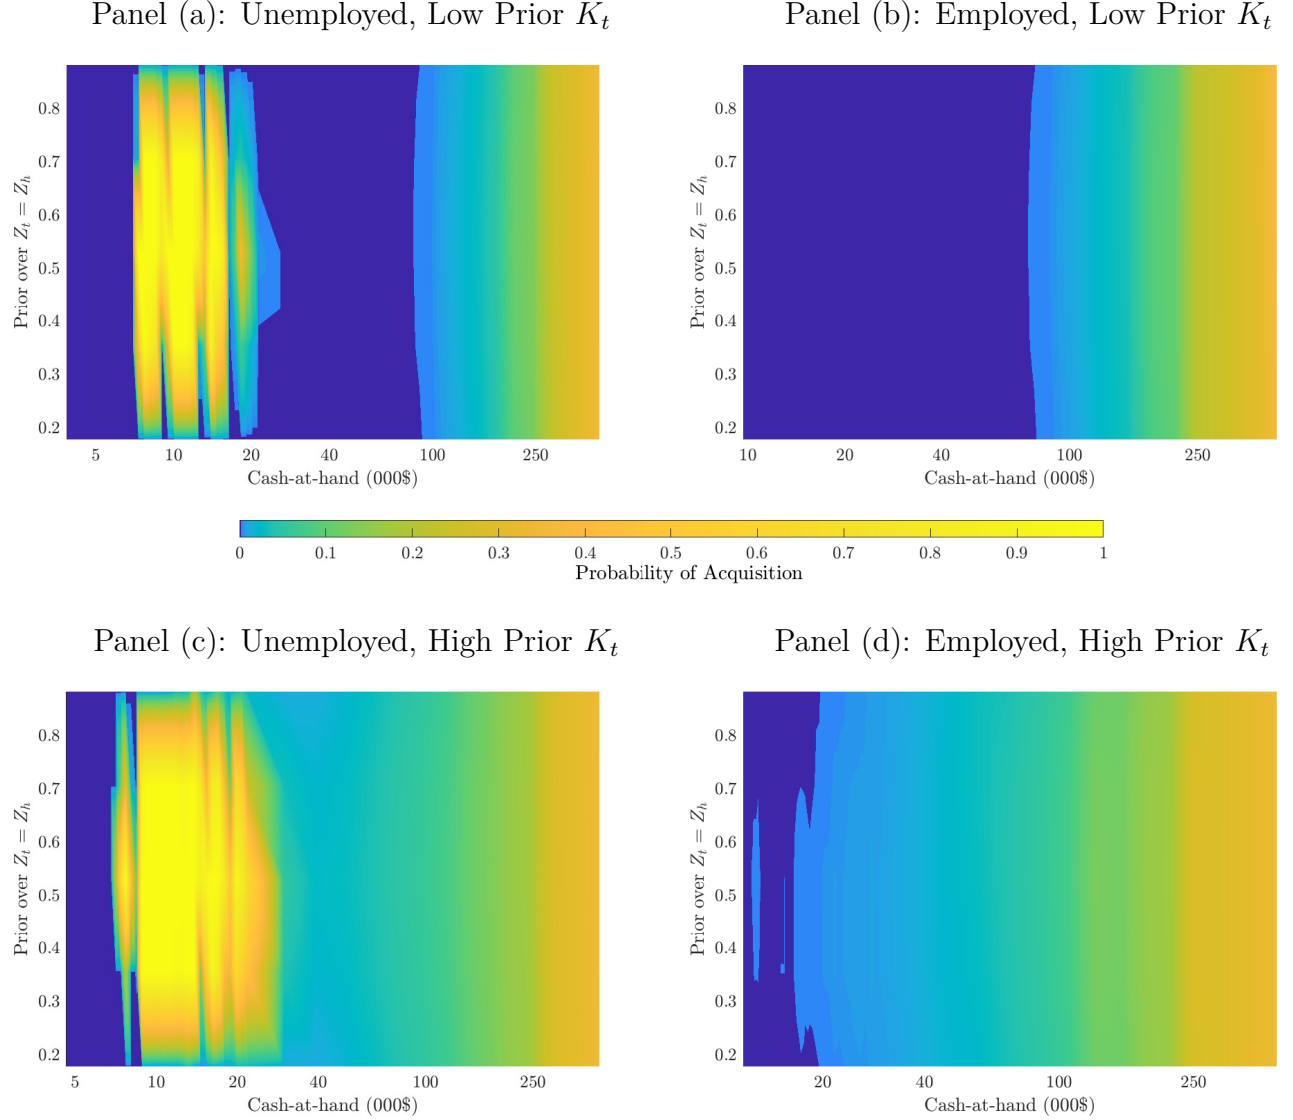 Panel (a): Unemployed, Low Prior K_t
Panel (b): Employed, Low Prior K_t
0.8
0.7
0.6
0.5
0.4
0.3
0.2
Prior over Z_t = Z_h
5 10 20 40 100 250
Cash-at-hand (000$)
0.8
0.7
0.6
0.5
0.4
0.3
0.2
Prior over Z_t = Z_h
10 20 40 100 250
Cash-at-hand (000$)
0 0.1 0.2 0.3 0.4 0.5 0.6 0.7 0.8 0.9 1
Probability of Acquisition
Panel (c): Unemployed, High Prior K_t
Panel (d): Employed, High Prior K_t
0.8
0.7
0.6
0.5
0.4
0.3
0.2
Prior over Z_t = Z_h
5 10 20 40 100 250
Cash-at-hand (000$)
0.8
0.7
0.6
0.5
0.4
0.3
0.2
Prior over Z_t = Z_h
20 40 100 250
Cash-at-hand (000$)